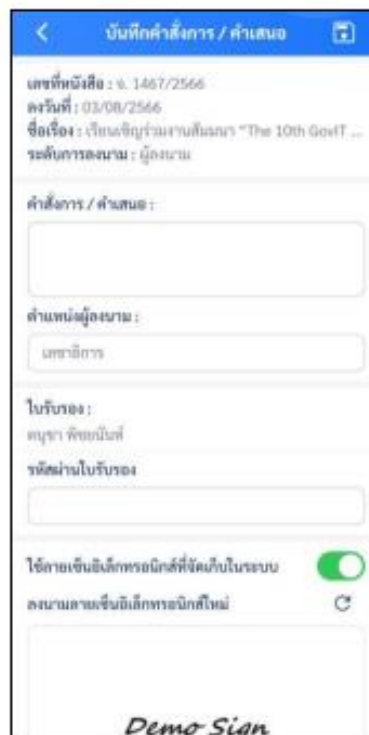 บันทึกคำสั่งการ / คำเสนอ
เลขที่หนังสือ : ข. 1467/2566
ลงวันที่ : 03/08/2566
ชื่อเรื่อง : เรียนเชิญร่วมงานสัมมนา "The 10th GovIT ...
ระดับการลงนาม : ผู้ลงนาม
คำสั่งการ / คำเสนอ :
ตำแหน่งผู้ลงนาม :
เลขาธิการ
ใบรับรอง :
ดนุชา พิชยนันท์
รหัสผ่านใบรับรอง
ใช้ลายเซ็นอิเล็กทรอนิกส์ที่จัดเก็บในระบบ
ลงนามลายเซ็นอิเล็กทรอนิกส์ใหม่
Demo Sign